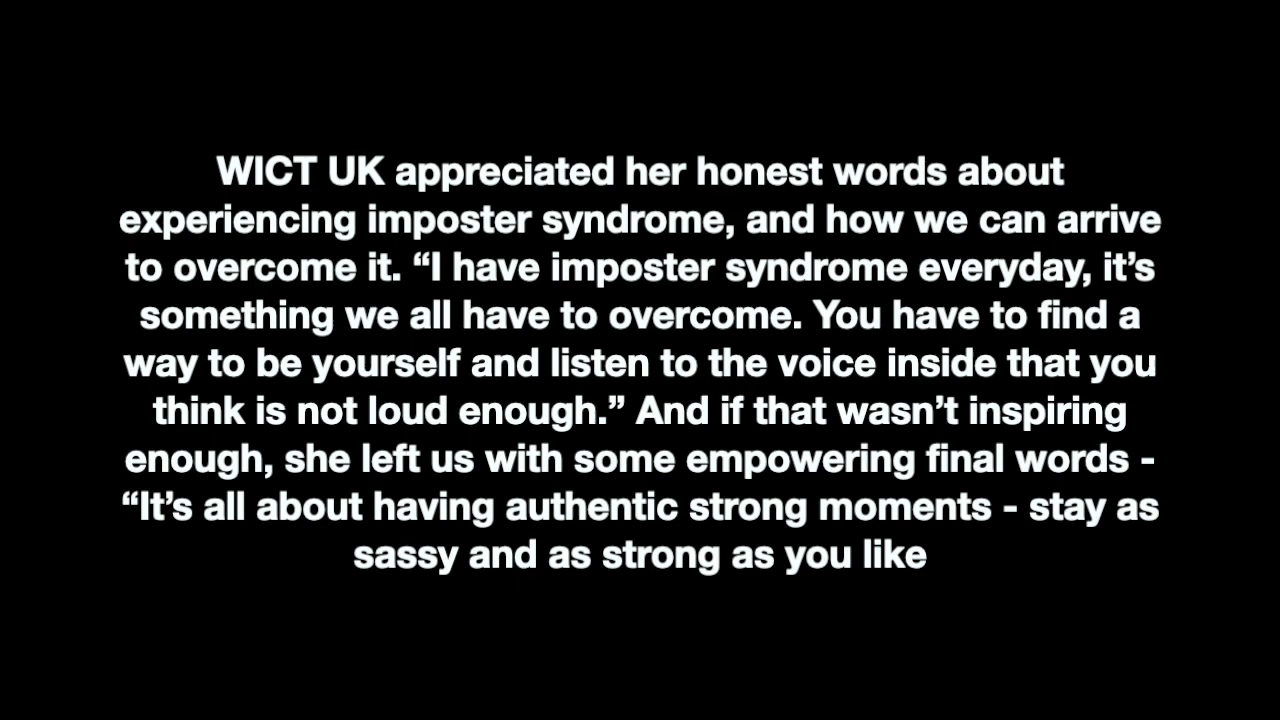 WICT UK appreciated her honest words about
experiencing imposter syndrome, and how we can arrive
to overcome it. “I have imposter syndrome everyday, it’s
something we all have to overcome. You have to find a
way to be yourself and listen to the voice inside that you
think is not loud enough.” And if that wasn’t inspiring
enough, she left us with some empowering final words -
“It’s all about having authentic strong moments - stay as
sassy and as strong as you like